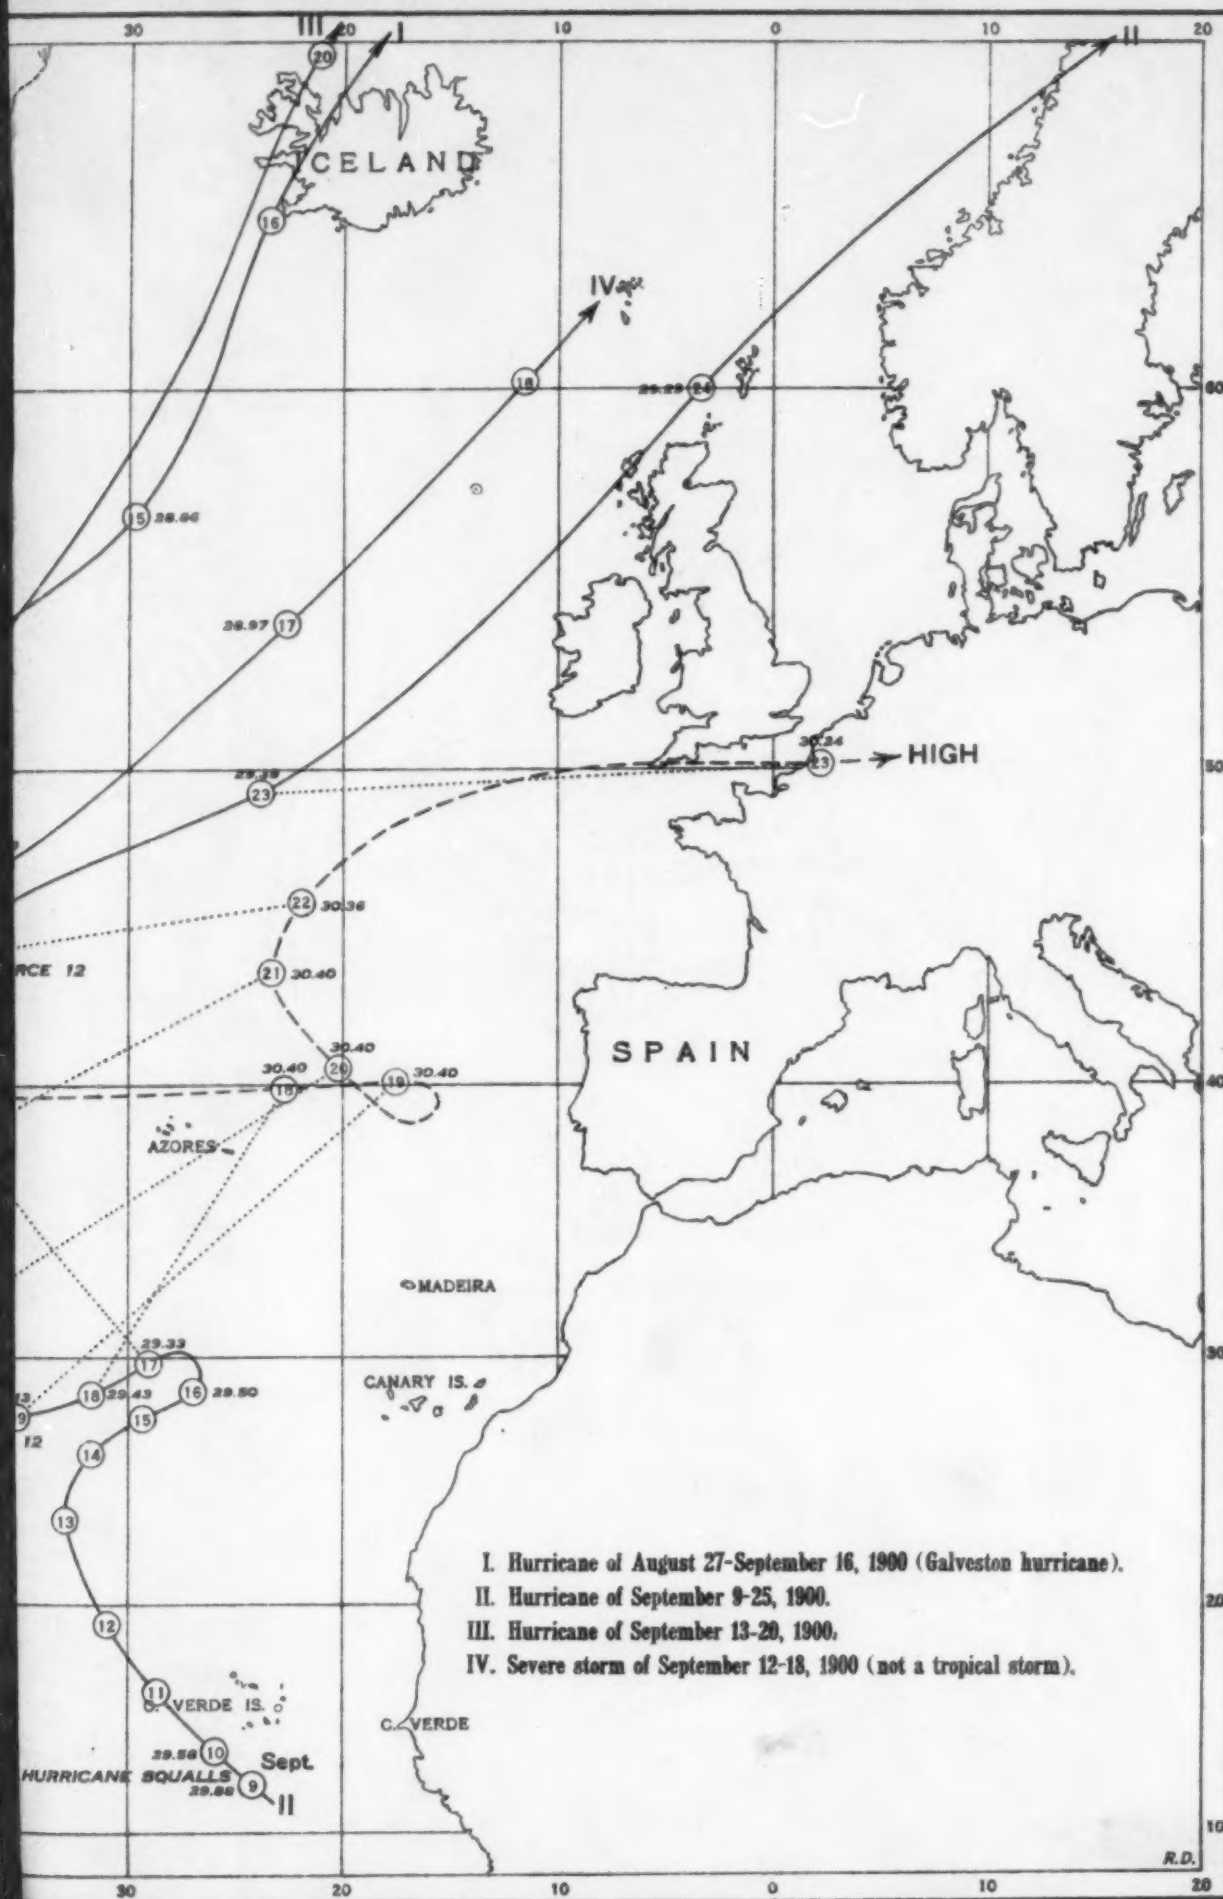 30 III 20 I 10 0 10 II 20
20
ICELAND
16
IV
18
29.29 24 60
15 28.66
26.97 17
30.24
23 HIGH
29.38 50
23
22 30.36
RCE 12 21 30.40
SPAIN
30.40
30.40 20 19 30.40
18 40
AZORES
MADEIRA
29.33
17 30
18 29.43 16 29.50 CANARY IS.
9 15
12
14
13
I. Hurricane of August 27-September 16, 1900 (Galveston hurricane).
II. Hurricane of September 9-25, 1900.
20
12 III. Hurricane of September 13-20, 1900.
IV. Severe storm of September 12-18, 1900 (not a tropical storm).
11
C. VERDE IS.
C. VERDE
29.58 10 Sept.
HURRICANE SQUALLS 9
29.88 II
10
R.D.
30 20 10 0 10 20